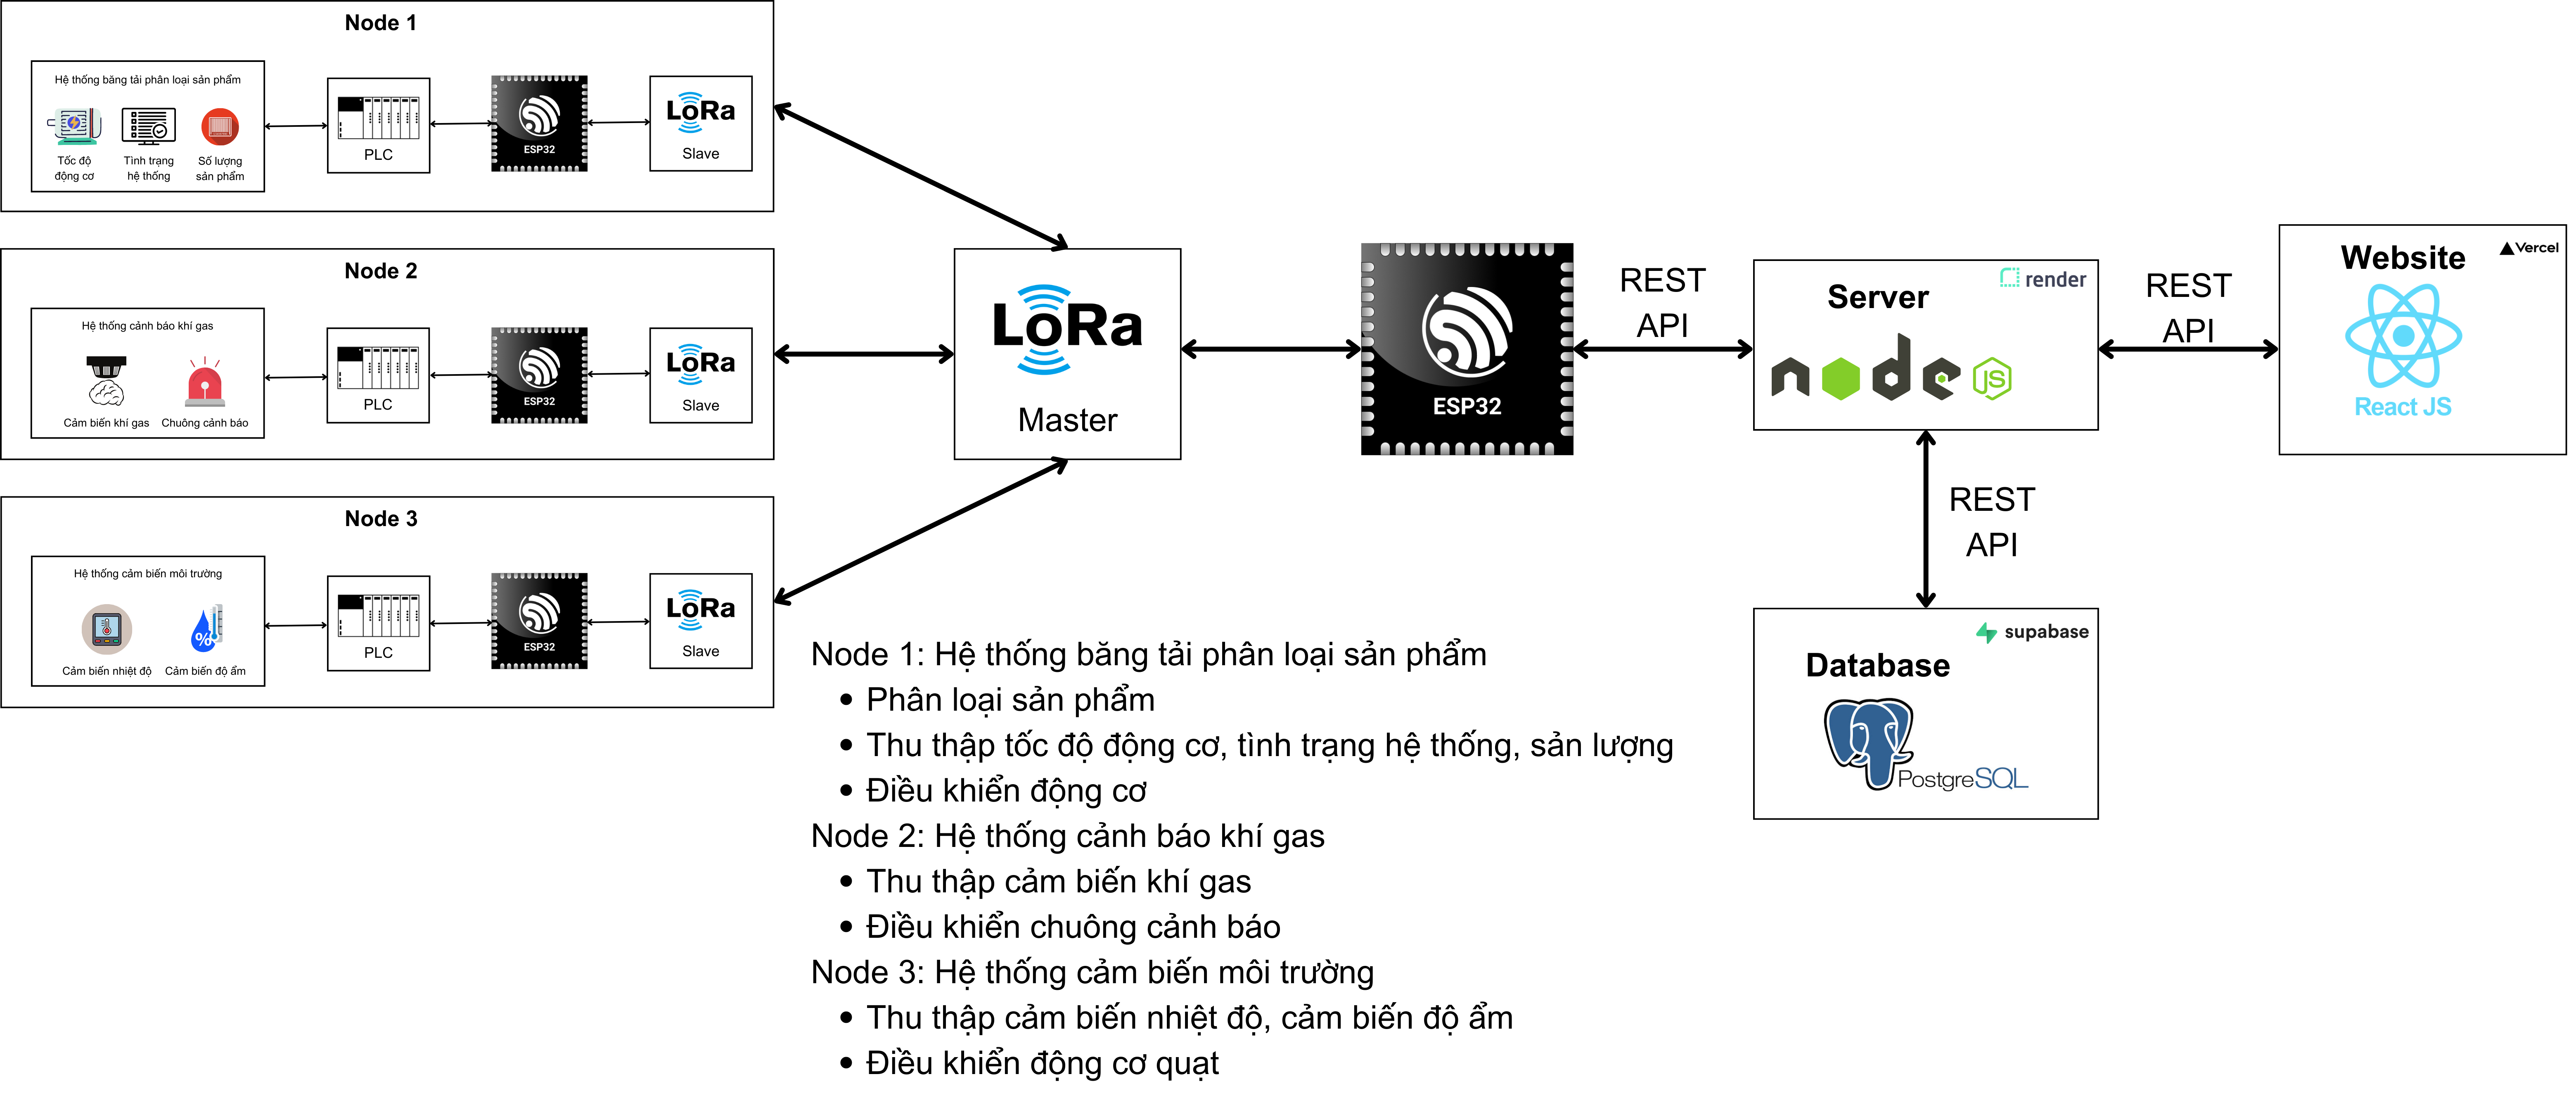 Node 1
Hệ thống băng tải phân loại sản phẩm
Tốc độ
động cơ
Tình trạng
hệ thống
Số lượng
sản phẩm
PLC
ESP32
LoRa
Slave
Node 2
Hệ thống cảnh báo khí gas
Cảm biến khí gas
Chuông cảnh báo
PLC
ESP32
LoRa
Slave
Node 3
Hệ thống cảm biến môi trường
%
Cảm biến nhiệt độ
Cảm biến độ ẩm
PLC
ESP32
LoRa
Slave
LoRa
Master
ESP32
REST
API
render
Server
node
JS
REST
API
Website
Vercel
React JS
REST
API
supabase
Database
PostgreSQL
Node 1: Hệ thống băng tải phân loại sản phẩm
• Phân loại sản phẩm
• Thu thập tốc độ động cơ, tình trạng hệ thống, sản lượng
• Điều khiển động cơ
Node 2: Hệ thống cảnh báo khí gas
• Thu thập cảm biến khí gas
• Điều khiển chuông cảnh báo
Node 3: Hệ thống cảm biến môi trường
• Thu thập cảm biến nhiệt độ, cảm biến độ ẩm
• Điều khiển động cơ quạt